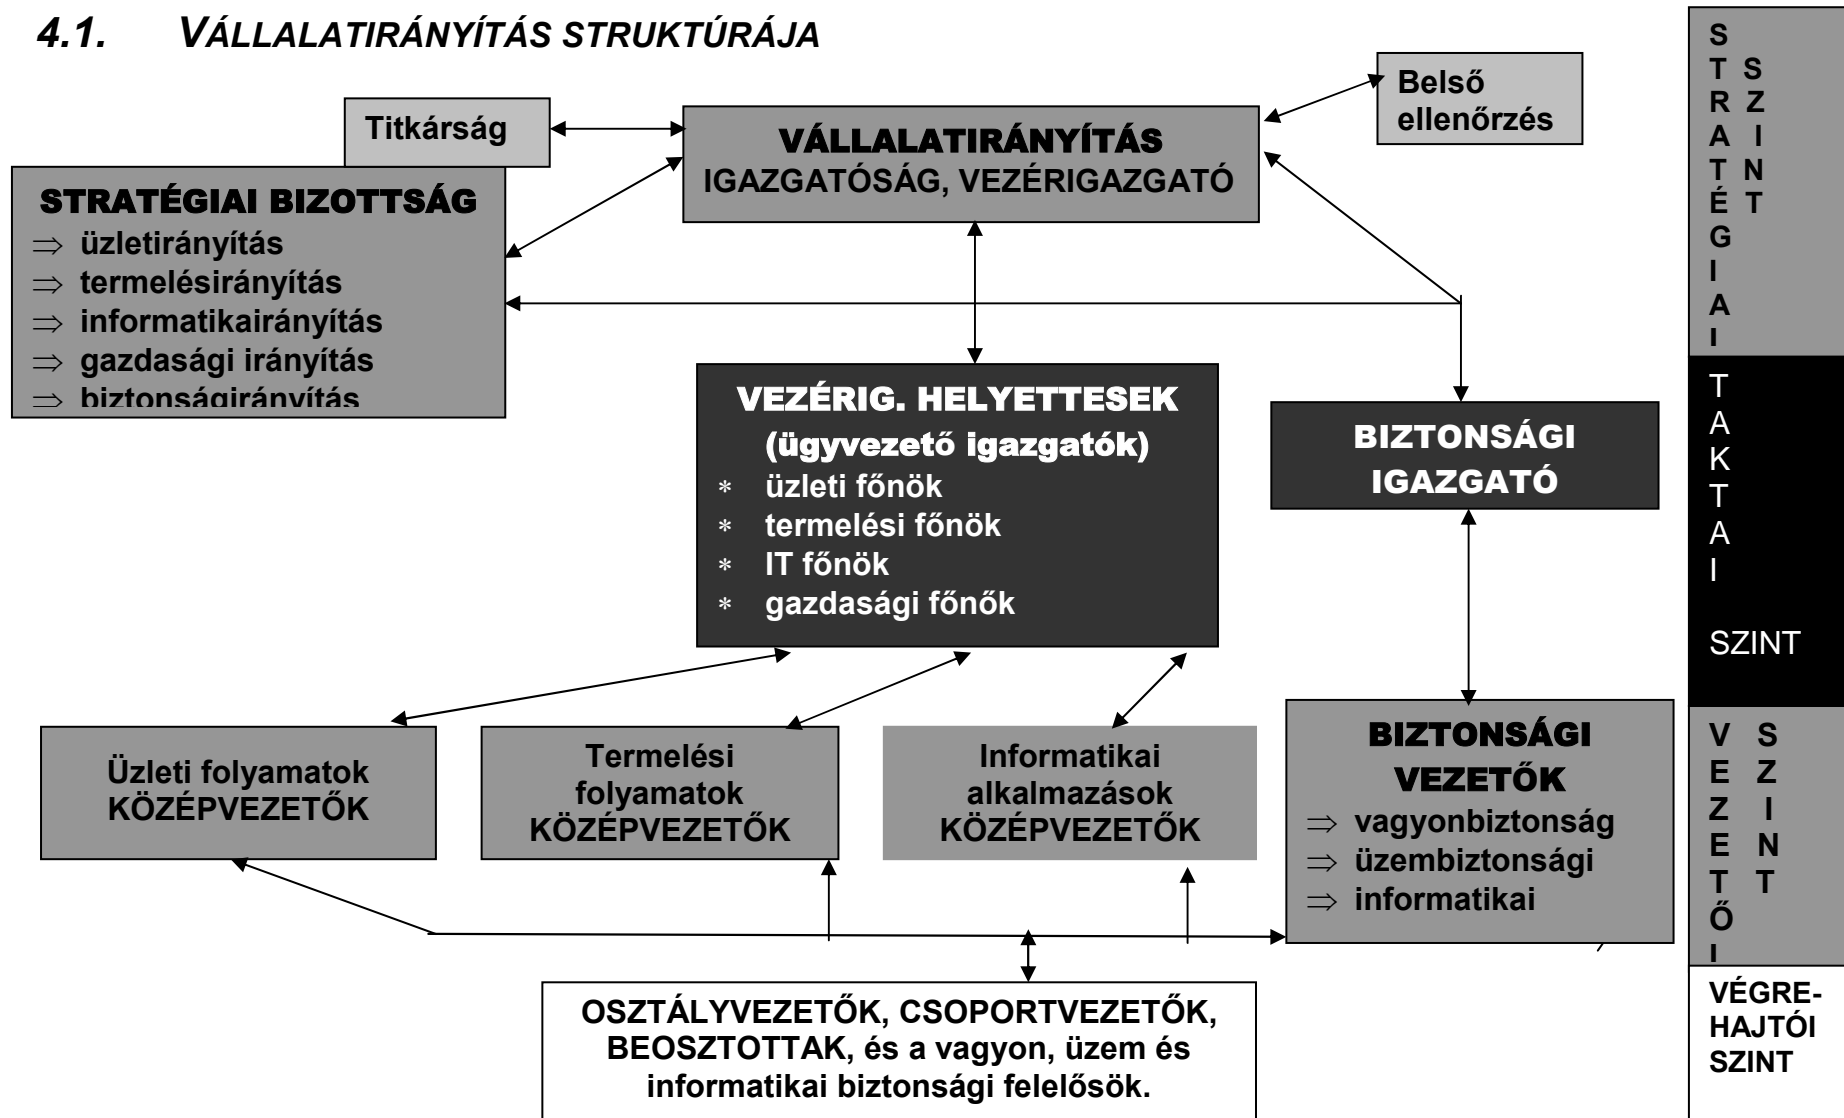 4.1. VÁLLALATIRÁNYÍTÁS STRUKTÚRÁJA
Titkárság
VÁLLALATIRÁNYÍTÁS
IGAZGATÓSÁG, VEZÉRIGAZGATÓ
Belső
ellenőrzés
STRATÉGIAI BIZOTTSÁG
⇒ üzletirányítás
⇒ termelésirányítás
⇒ informatikairányítás
⇒ gazdasági irányítás
⇒ biztonságirányítás
VEZÉRIG. HELYETTESEK
(ügyvezető igazgatók)
* üzleti főnök
* termelési főnök
* IT főnök
* gazdasági főnők
BIZTONSÁGI
IGAZGATÓ
Üzleti folyamatok
KÖZÉPVEZETŐK
Termelési
folyamatok
KÖZÉPVEZETŐK
Informatikai
alkalmazások
KÖZÉPVEZETŐK
BIZTONSÁGI
VEZETŐK
⇒ vagyonbiztonság
⇒ üzembiztonsági
⇒ informatikai
OSZTÁLYVEZETŐK, CSOPORTVEZETŐK,
BEOSZTOTTAK, és a vagyon, üzem és
informatikai biztonsági felelősök.
STRATÉGIAI
SZINT
TAKTAI
SZINT
VEZETŐI
SZINT
VÉGRE-
HAJTÓI
SZINT